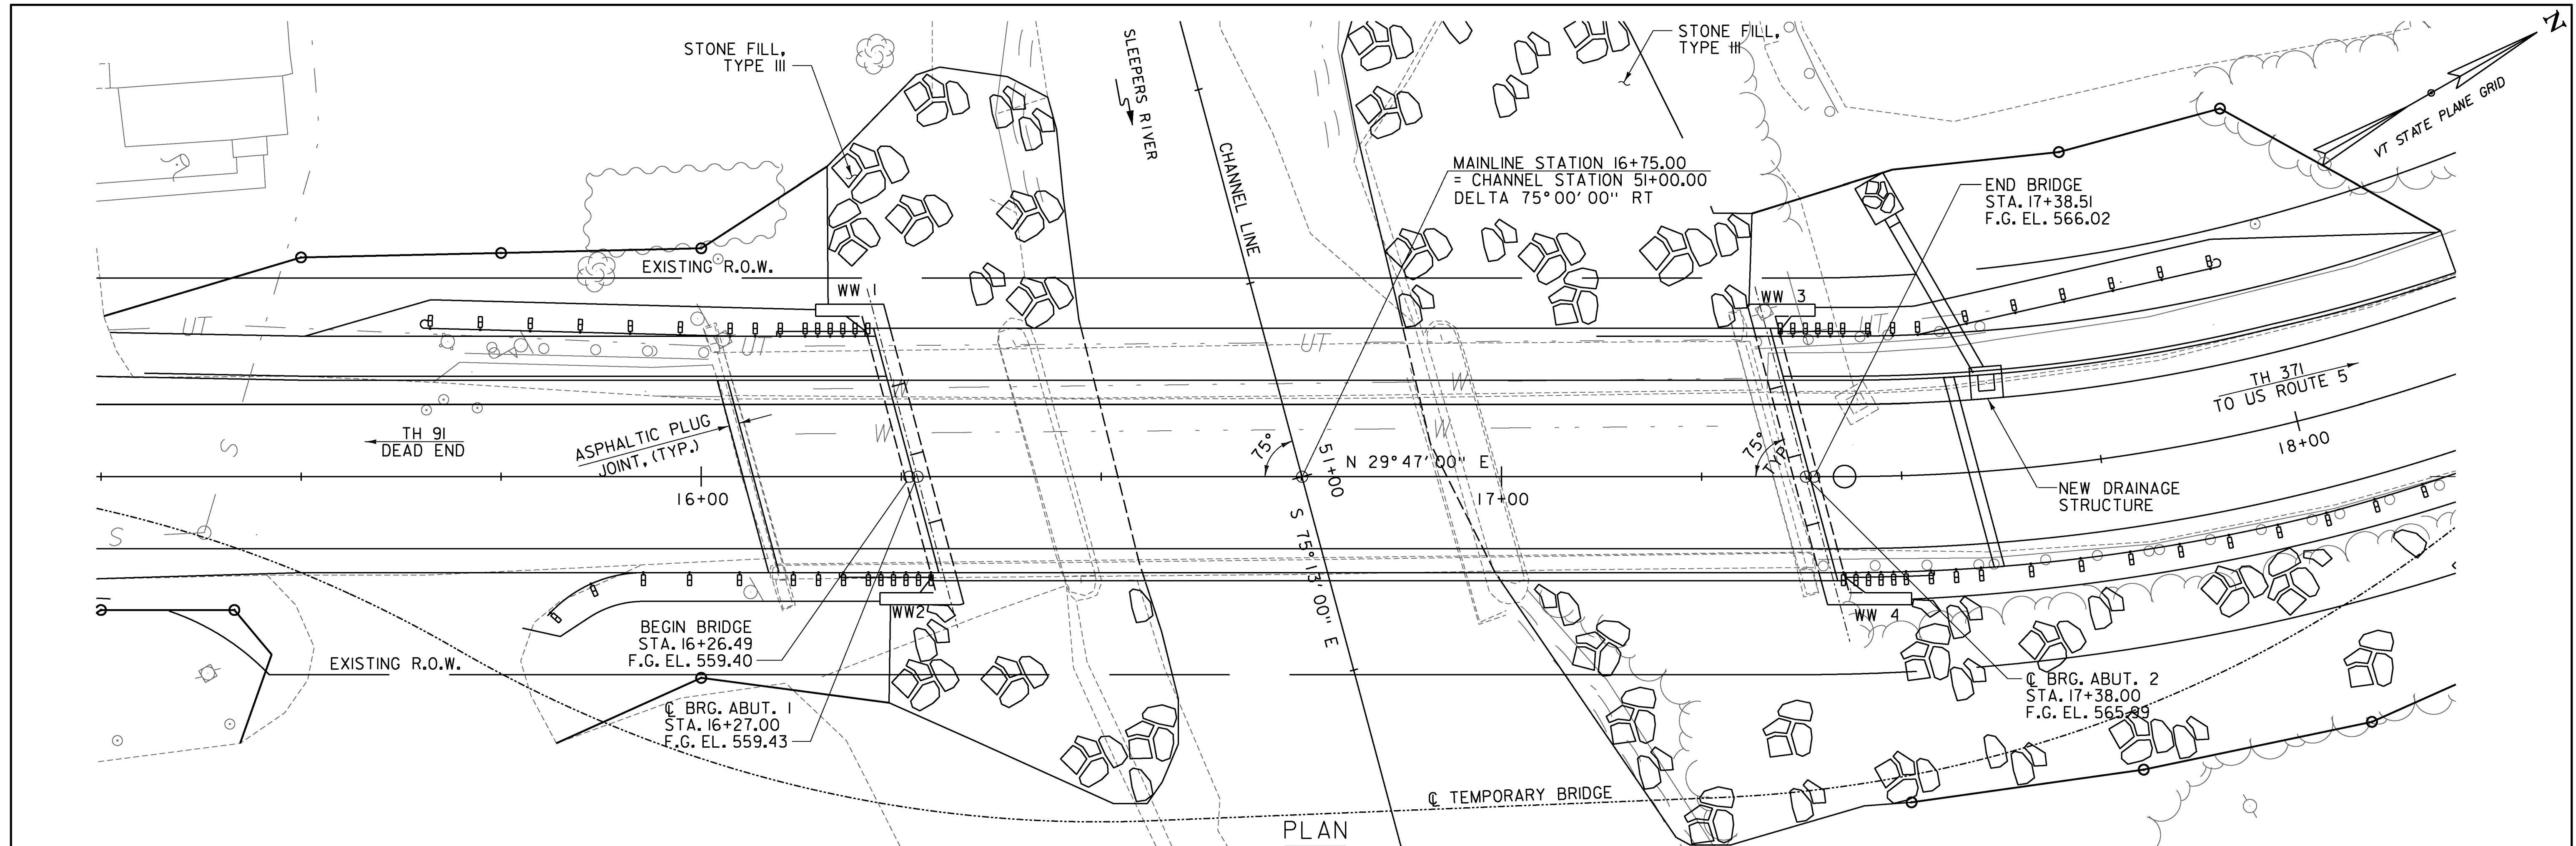 STONE FILL,
TYPE III
SLEEPERS RIVER
STONE FILL,
TYPE III
N
VT STATE PLANE GRID
CHANNEL LINE
MAINLINE STATION 16+75.00
= CHANNEL STATION 51+00.00
DELTA 75°00'00" RT
END BRIDGE
STA. 17+38.51
F.G. EL. 566.02
EXISTING R.O.W.
WW 1
WW 3
UT
UT
UT
UT
W
W
W
W
TH 371
TO US ROUTE 5
TH 91
DEAD END
ASPHALTIC PLUG
JOINT, (TYP.)
75°
51+00
N 29°47'00" E
75°
TYP.
18+00
16+00
17+00
NEW DRAINAGE
STRUCTURE
S
S
S 75°13'00" E
WW2
WW 4
BEGIN BRIDGE
STA. 16+26.49
F.G. EL. 559.40
EXISTING R.O.W.
℄ BRG. ABUT. 1
STA. 16+27.00
F.G. EL. 559.43
℄ BRG. ABUT. 2
STA. 17+38.00
F.G. EL. 565.99
℄ TEMPORARY BRIDGE
PLAN